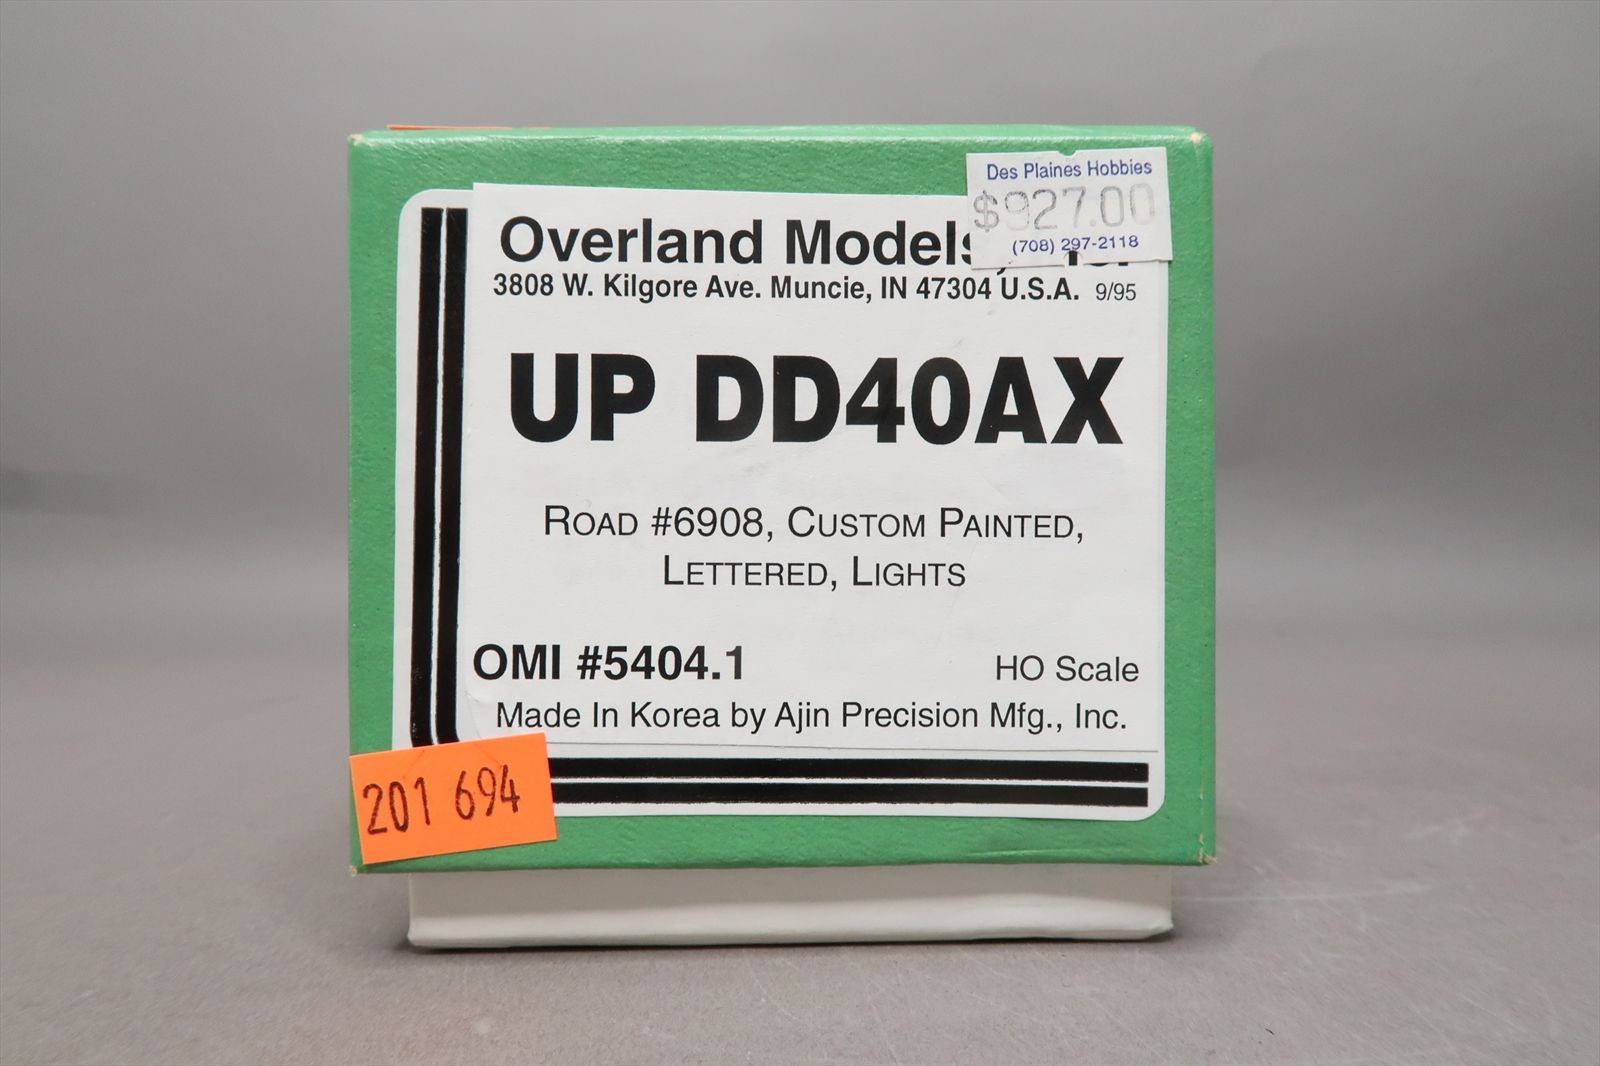 Des Plaines Hobbies
$927.00
(708) 297-2118
Overland Models,
3808 W. Kilgore Ave. Muncie, IN 47304 U.S.A. 9/95
UP DD40AX
ROAD #6908, CUSTOM PAINTED,
LETTERED, LIGHTS
OMI #5404.1 HO Scale
Made In Korea by Ajin Precision Mfg., Inc.
201 694